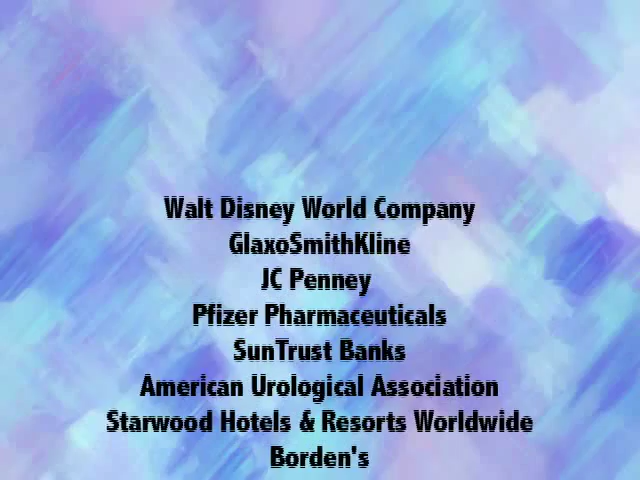 Walt Disney World Company
GlaxoSmithKline
JC Penney
Pfizer Pharmaceuticals
SunTrust Banks
American Urological Association
Starwood Hotels & Resorts Worldwide
Borden's